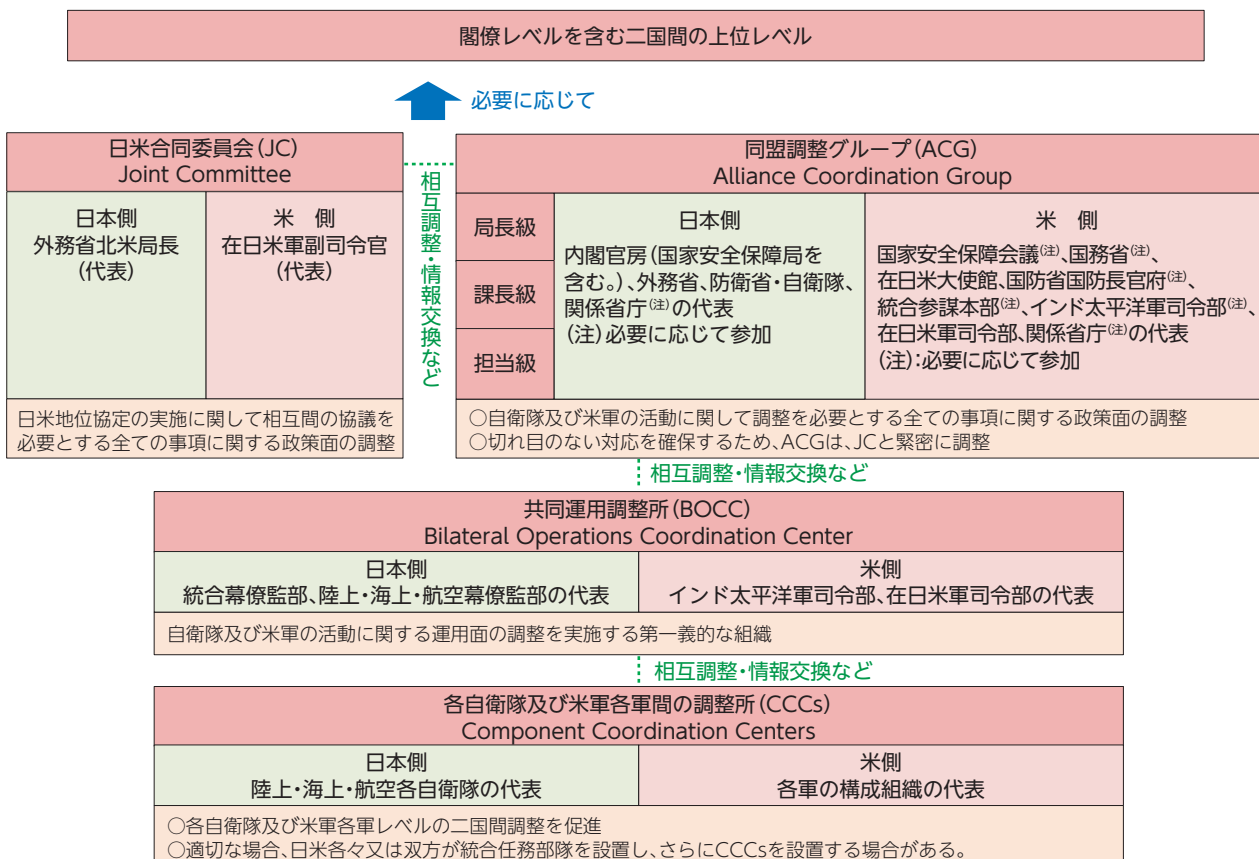 閣僚レベルを含む二国間の上位レベル
必要に応じて
日米合同委員会(JC)
Joint Committee
日本側
外務省北米局長
(代表)
米 側
在日米軍副司令官
(代表)
日米地位協定の実施に関して相互間の協議を
必要とする全ての事項に関する政策面の調整
相互調整・情報交換など
同盟調整グループ(ACG)
Alliance Coordination Group
局長級
課長級
担当級
日本側
内閣官房(国家安全保障局を
含む。)、外務省、防衛省・自衛隊、
関係省庁(注)の代表
(注)必要に応じて参加
米 側
国家安全保障会議(注)、国務省(注)、
在日米大使館、国防省国防長官府(注)、
統合参謀本部(注)、インド太平洋軍司令部(注)、
在日米軍司令部、関係省庁(注)の代表
(注):必要に応じて参加
○自衛隊及び米軍の活動に関して調整を必要とする全ての事項に関する政策面の調整
○切れ目のない対応を確保するため、ACGは、JCと緊密に調整
相互調整・情報交換など
共同運用調整所(BOCC)
Bilateral Operations Coordination Center
日本側
統合幕僚監部、陸上・海上・航空幕僚監部の代表
米側
インド太平洋軍司令部、在日米軍司令部の代表
自衛隊及び米軍の活動に関する運用面の調整を実施する第一義的な組織
相互調整・情報交換など
各自衛隊及び米軍各軍間の調整所(CCCs)
Component Coordination Centers
日本側
陸上・海上・航空各自衛隊の代表
米側
各軍の構成組織の代表
○各自衛隊及び米軍各軍レベルの二国間調整を促進
○適切な場合、日米各々又は双方が統合任務部隊を設置し、さらにCCCsを設置する場合がある。